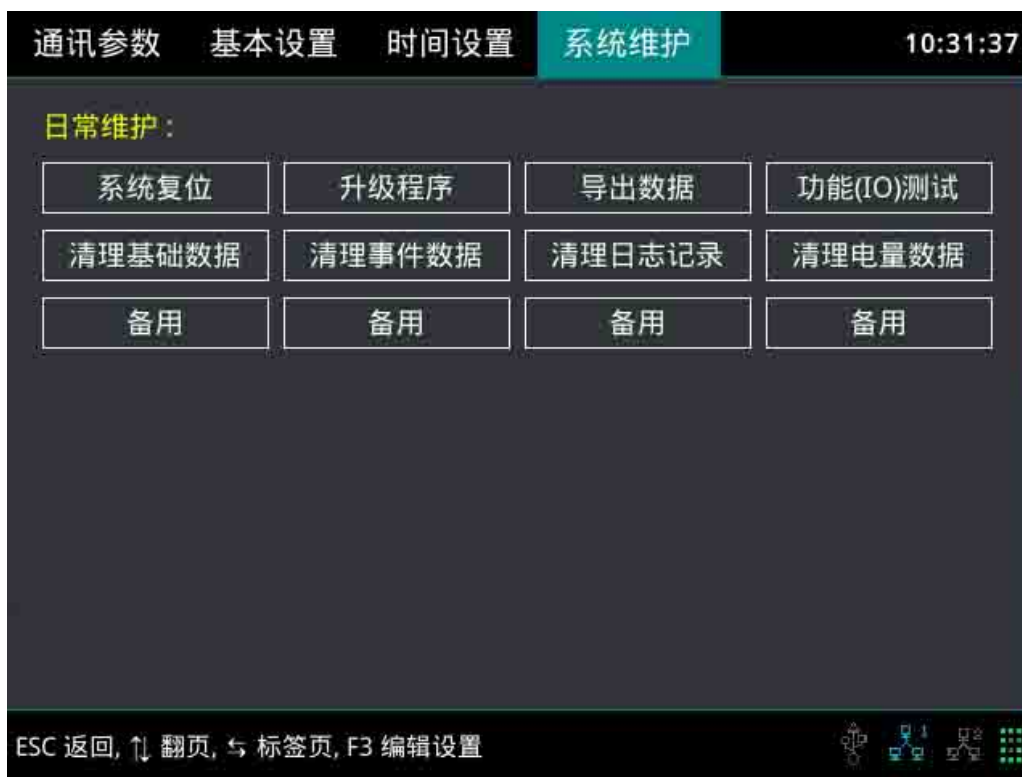 通讯参数 基本设置 时间设置 系统维护 10:31:37
日常维护：
系统复位 升级程序 导出数据 功能(IO)测试
清理基础数据 清理事件数据 清理日志记录 清理电量数据
备用 备用 备用 备用
ESC 返回, ↑↓ 翻页, ⇆ 标签页, F3 编辑设置 1 2